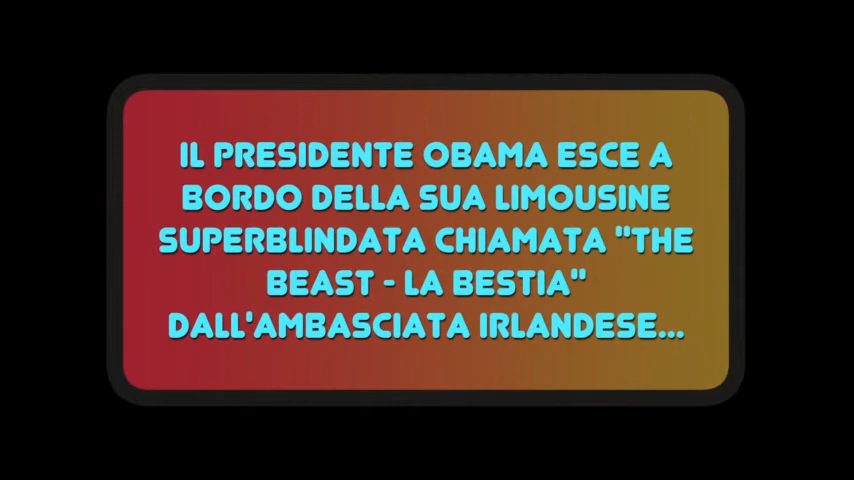 IL PRESIDENTE OBAMA ESCE A
BORDO DELLA SUA LIMOUSINE
SUPERBLINDATA CHIAMATA "THE
BEAST - LA BESTIA"
DALL'AMBASCIATA IRLANDESE...